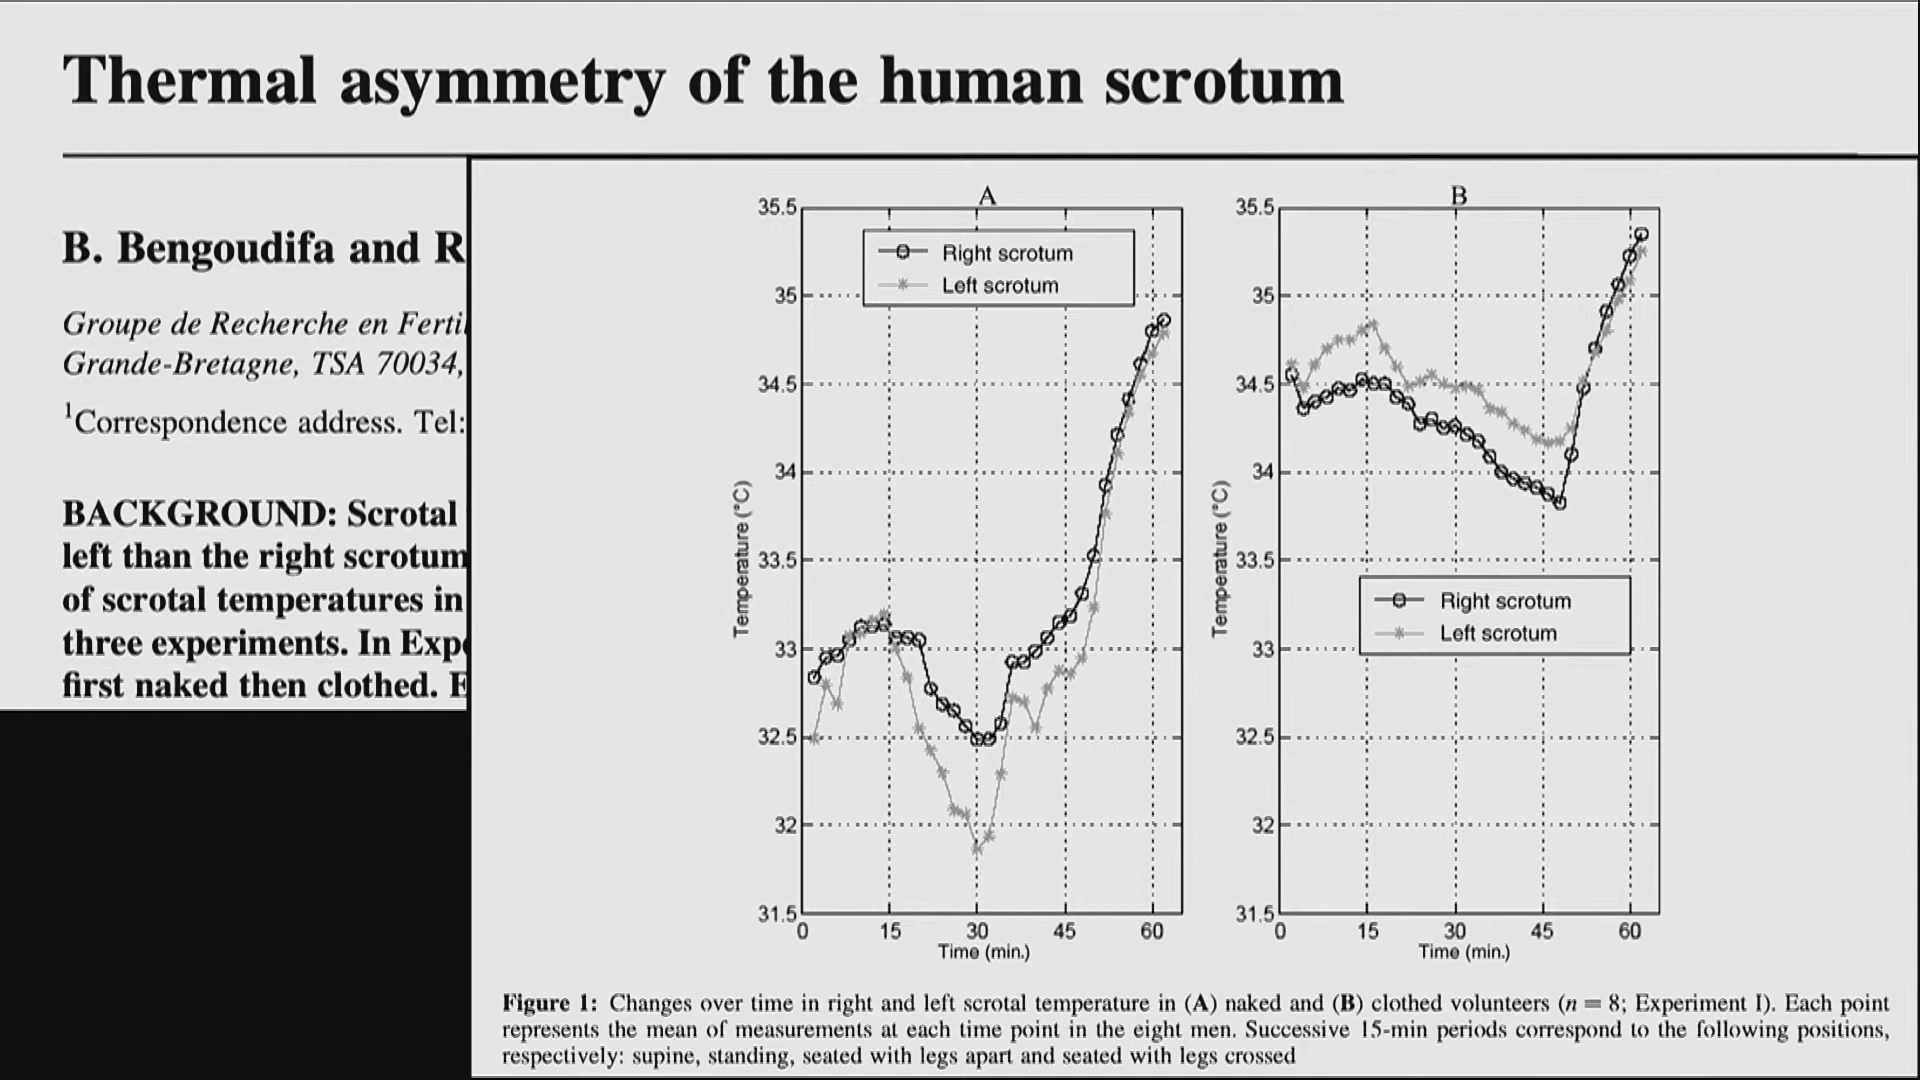 Thermal asymmetry of the human scrotum
B. Bengoudifa and R
Groupe de Recherche en Ferti
Grande-Bretagne, TSA 70034,
1Correspondence address. Tel:
BACKGROUND: Scrotal
left than the right scrotum
of scrotal temperatures in
three experiments. In Exp
first naked then clothed. E
A
35.5
35
34.5
34
33.5
33
32.5
32
31.5
Temperature (°C)
Right scrotum
Left scrotum
0 15 30 45 60
Time (min.)
B
35.5
35
34.5
34
33.5
33
32.5
32
31.5
Temperature (°C)
Right scrotum
Left scrotum
0 15 30 45 60
Time (min.)
Figure 1: Changes over time in right and left scrotal temperature in (A) naked and (B) clothed volunteers (n = 8; Experiment I). Each point
represents the mean of measurements at each time point in the eight men. Successive 15-min periods correspond to the following positions,
respectively: supine, standing, seated with legs apart and seated with legs crossed